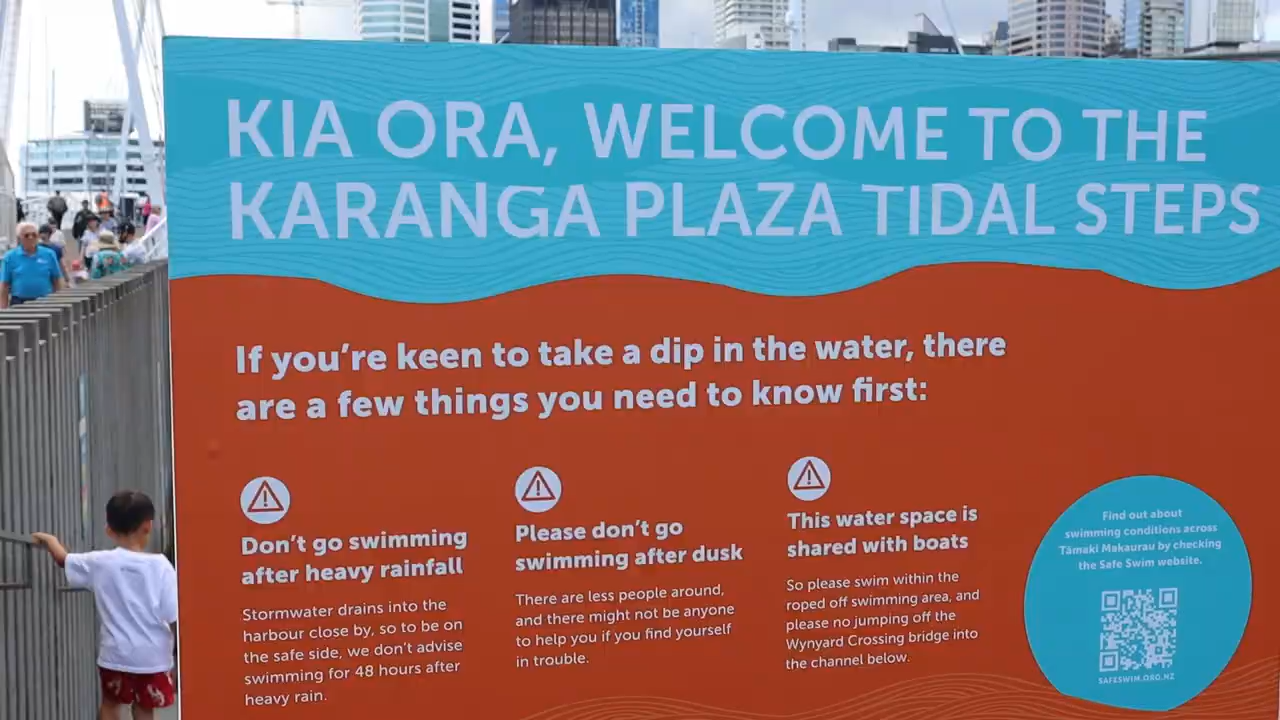 KIA ORA, WELCOME TO THE
KARANGA PLAZA TIDAL STEPS
If you're keen to take a dip in the water, there
are a few things you need to know first:
Don't go swimming
after heavy rainfall
Stormwater drains into the
harbour close by, so to be on
the safe side, we don't advise
swimming for 48 hours after
heavy rain.
Please don't go
swimming after dusk
There are less people around,
and there might not be anyone
to help you if you find yourself
in trouble.
This water space is
shared with boats
So please swim within the
roped off swimming area, and
please no jumping off the
Wynyard Crossing bridge into
the channel below.
Find out about
swimming conditions across
Tāmaki Makaurau by checking
the Safe Swim website.
SAFESWIM.ORG.NZ